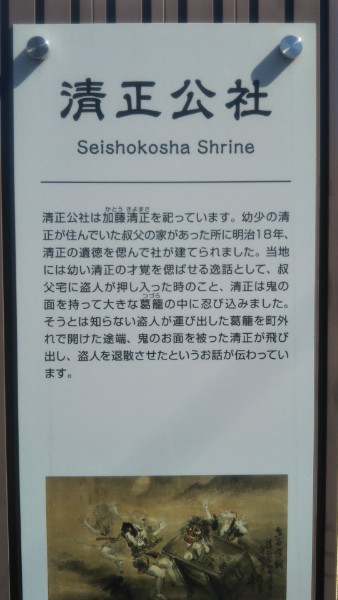 清正公社
Seishokosha Shrine
かとう きよまさ
清正公社は加藤清正を祀っています。幼少の清
正が住んでいた叔父の家があった所に明治18年、
清正の遺徳を偲んで社が建てられました。当地
には幼い清正の才覚を偲ばせる逸話として、叔
父宅に盗人が押し入った時のこと、清正は鬼の
つづら
面を持って大きな葛籠の中に忍び込みました。
そうとは知らない盗人が運び出した葛籠を町外
れで開けた途端、鬼のお面を被った清正が飛び
出し、盗人を退散させたというお話が伝わってい
ます。